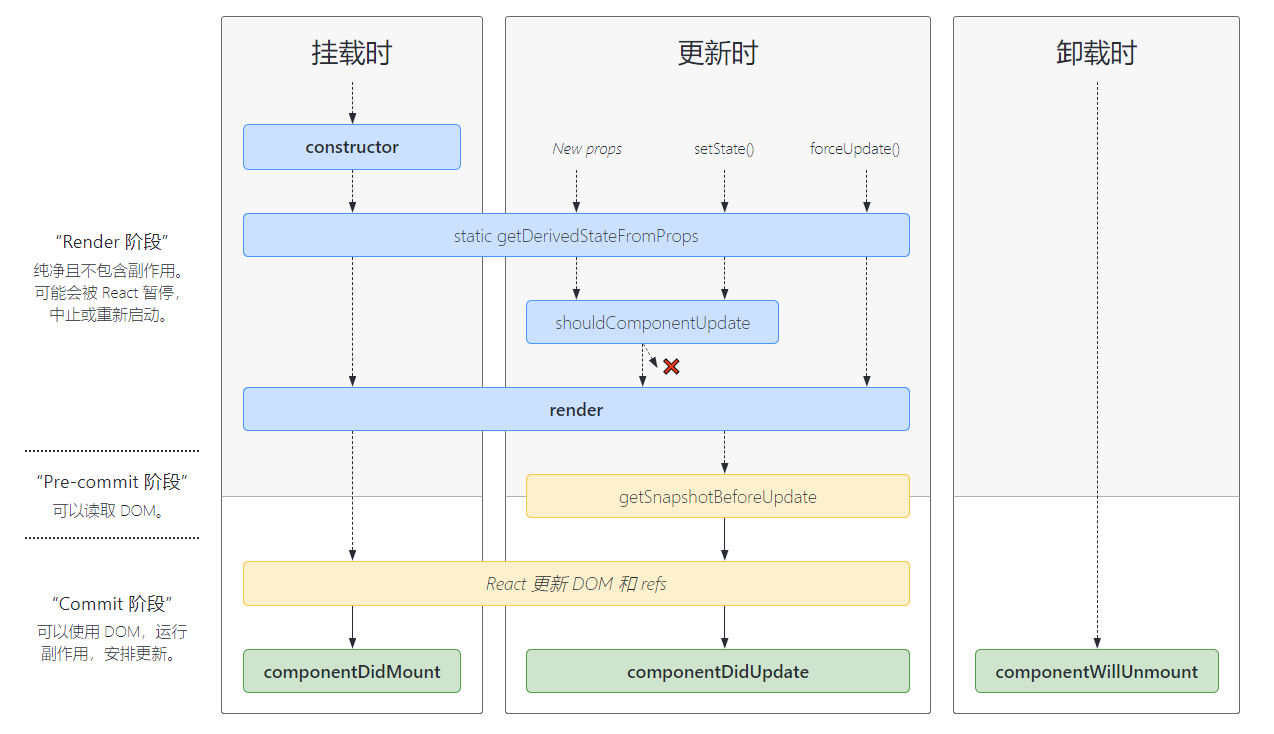 挂载时
更新时
卸载时
constructor
New props
setState()
forceUpdate()
“Render 阶段”
纯净且不包含副作用。
可能会被 React 暂停，
中止或重新启动。
static getDerivedStateFromProps
shouldComponentUpdate
render
“Pre-commit 阶段”
可以读取 DOM。
getSnapshotBeforeUpdate
React 更新 DOM 和 refs
“Commit 阶段”
可以使用 DOM，运行
副作用，安排更新。
componentDidMount
componentDidUpdate
componentWillUnmount